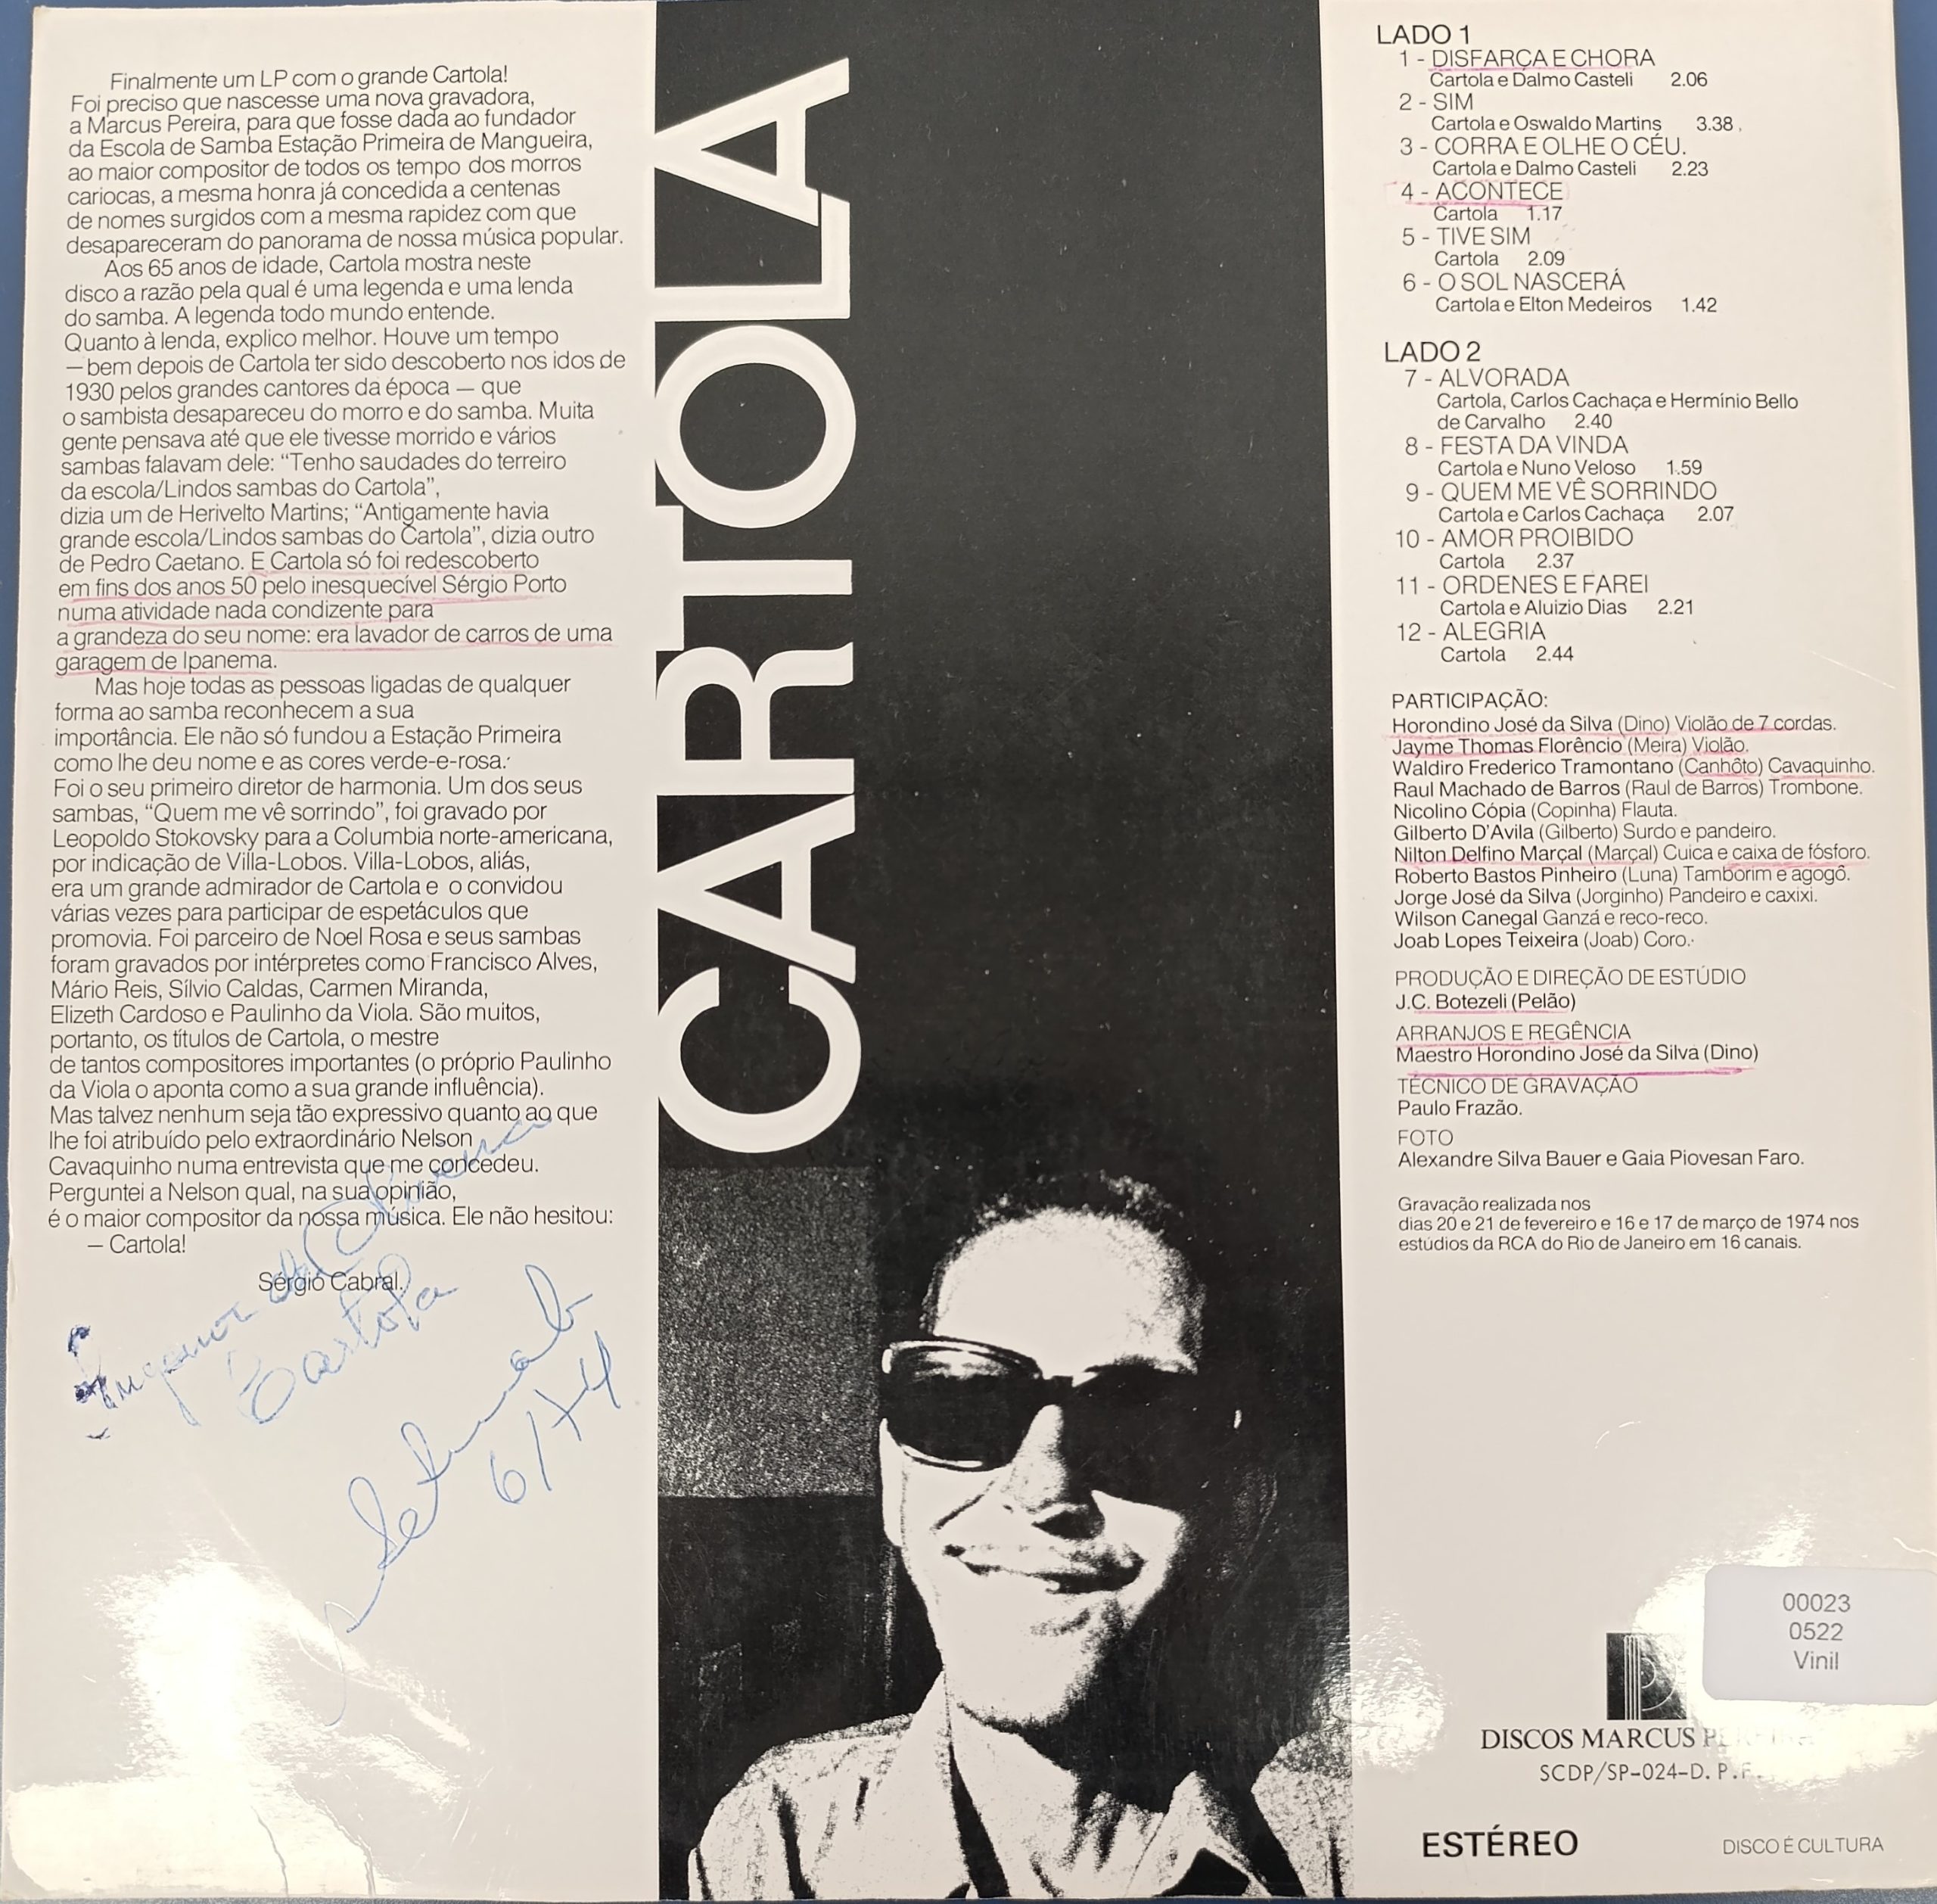 Finalmente um LP com o grande Cartola!
Foi preciso que nascesse uma nova gravadora,
a Marcus Pereira, para que fosse dada ao fundador
da Escola de Samba Estação Primeira de Mangueira,
ao maior compositor de todos os tempo dos morros
cariocas, a mesma honra já concedida a centenas
de nomes surgidos com a mesma rapidez com que
desapareceram do panorama de nossa música popular.
Aos 65 anos de idade, Cartola mostra neste
disco a razão pela qual é uma legenda e uma lenda
do samba. A legenda todo mundo entende.
Quanto à lenda, explico melhor. Houve um tempo
— bem depois de Cartola ter sido descoberto nos idos de
1930 pelos grandes cantores da época — que
o sambista desapareceu do morro e do samba. Muita
gente pensava até que ele tivesse morrido e vários
sambas falavam dele: “Tenho saudades do terreiro
da escola/Lindos sambas do Cartola”,
dizia um de Herivelto Martins; “Antigamente havia
grande escola/Lindos sambas do Cartola”, dizia outro
de Pedro Caetano. E Cartola só foi redescoberto
em fins dos anos 50 pelo inesquecível Sérgio Porto
numa atividade nada condizente para
a grandeza do seu nome: era lavador de carros de uma
garagem de Ipanema.
Mas hoje todas as pessoas ligadas de qualquer
forma ao samba reconhecem a sua
importância. Ele não só fundou a Estação Primeira
como lhe deu nome e as cores verde-e-rosa.
Foi o seu primeiro diretor de harmonia. Um dos seus
sambas, “Quem me vê sorrindo”, foi gravado por
Leopoldo Stokovsky para a Columbia norte-americana,
por indicação de Villa-Lobos. Villa-Lobos, aliás,
era um grande admirador de Cartola e o convidou
várias vezes para participar de espetáculos que
promovia. Foi parceiro de Noel Rosa e seus sambas
foram gravados por intérpretes como Francisco Alves,
Mário Reis, Sílvio Caldas, Carmen Miranda,
Elizeth Cardoso e Paulinho da Viola. São muitos,
portanto, os títulos de Cartola, o mestre
de tantos compositores importantes (o próprio Paulinho
da Viola o aponta como a sua grande influência).
Mas talvez nenhum seja tão expressivo quanto ao que
lhe foi atribuído pelo extraordinário Nelson
Cavaquinho numa entrevista que me concedeu.
Perguntei a Nelson qual, na sua opinião,
é o maior compositor da nossa música. Ele não hesitou:
— Cartola!
Sérgio Cabral.
Cartola
6/74
CARTOLA
LADO 1
1 - DISFARÇA E CHORA
Cartola e Dalmo Casteli 2.06
2 - SIM
Cartola e Oswaldo Martins 3.38
3 - CORRA E OLHE O CÉU.
Cartola e Dalmo Casteli 2.23
4 - ACONTECE
Cartola 1.17
5 - TIVE SIM
Cartola 2.09
6 - O SOL NASCERÁ
Cartola e Elton Medeiros 1.42
LADO 2
7 - ALVORADA
Cartola, Carlos Cachaça e Hermínio Bello
de Carvalho 2.40
8 - FESTA DA VINDA
Cartola e Nuno Veloso 1.59
9 - QUEM ME VÊ SORRINDO
Cartola e Carlos Cachaça 2.07
10 - AMOR PROIBIDO
Cartola 2.37
11 - ORDENES E FAREI
Cartola e Aluizio Dias 2.21
12 - ALEGRIA
Cartola 2.44
PARTICIPAÇÃO:
Horondino José da Silva (Dino) Violão de 7 cordas.
Jayme Thomas Florêncio (Meira) Violão.
Waldiro Frederico Tramontano (Canhôto) Cavaquinho.
Raul Machado de Barros (Raul de Barros) Trombone.
Nicolino Cópia (Copinha) Flauta.
Gilberto D'Avila (Gilberto) Surdo e pandeiro.
Nilton Delfino Marçal (Marçal) Cuica e caixa de fósforo.
Roberto Bastos Pinheiro (Luna) Tamborim e agogô.
Jorge José da Silva (Jorginho) Pandeiro e caxixi.
Wilson Canegal Ganzá e reco-reco.
Joab Lopes Teixeira (Joab) Coro.
PRODUÇÃO E DIREÇÃO DE ESTÚDIO
J.C. Botezeli (Pelão)
ARRANJOS E REGÊNCIA
Maestro Horondino José da Silva (Dino)
TÉCNICO DE GRAVAÇÃO
Paulo Frazão.
FOTO
Alexandre Silva Bauer e Gaia Piovesan Faro.
Gravação realizada nos
dias 20 e 21 de fevereiro e 16 e 17 de março de 1974 nos
estúdios da RCA do Rio de Janeiro em 16 canais.
00023
0522
Vinil
DISCOS MARCUS PEREIRA
SCDP/SP-024-D.P.F.
ESTÉREO
DISCO É CULTURA